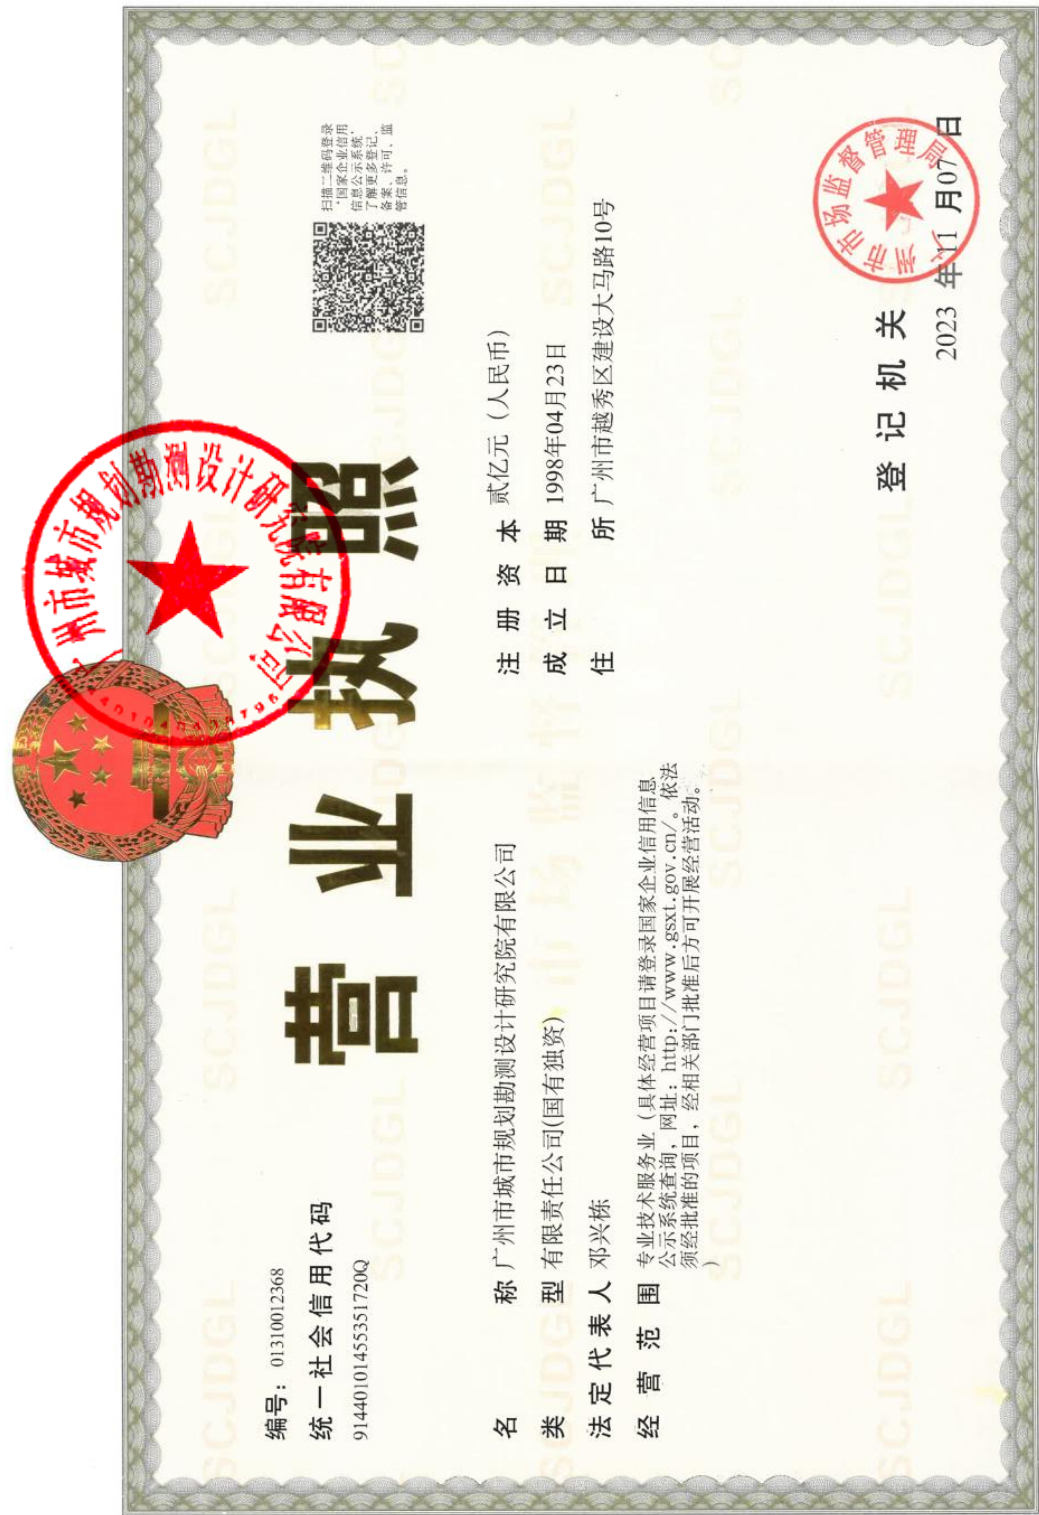 编号：01310012368
统一社会信用代码
91440101455351720Q
营业执照
扫描二维码登录
‘国家企业信用
信息公示系统’
了解更多登记、
备案、许可、监
管信息。
名称 广州市城市规划勘测设计研究院有限公司
类型 有限责任公司(国有独资)
法定代表人 邓兴栋
经营范围 专业技术服务业（具体经营项目请登录国家企业信用信息
公示系统查询，网址：http://www.gsxt.gov.cn/。依法
须经批准的项目，经相关部门批准后方可开展经营活动。
）
注册资本 贰亿元（人民币）
成立日期 1998年04月23日
住所 广州市越秀区建设大马路10号
登记机关
2023 年11 月07 日
广州市市场监督管理局
广州市城市规划勘测设计研究院有限公司
市场监督管理
SCJDGL